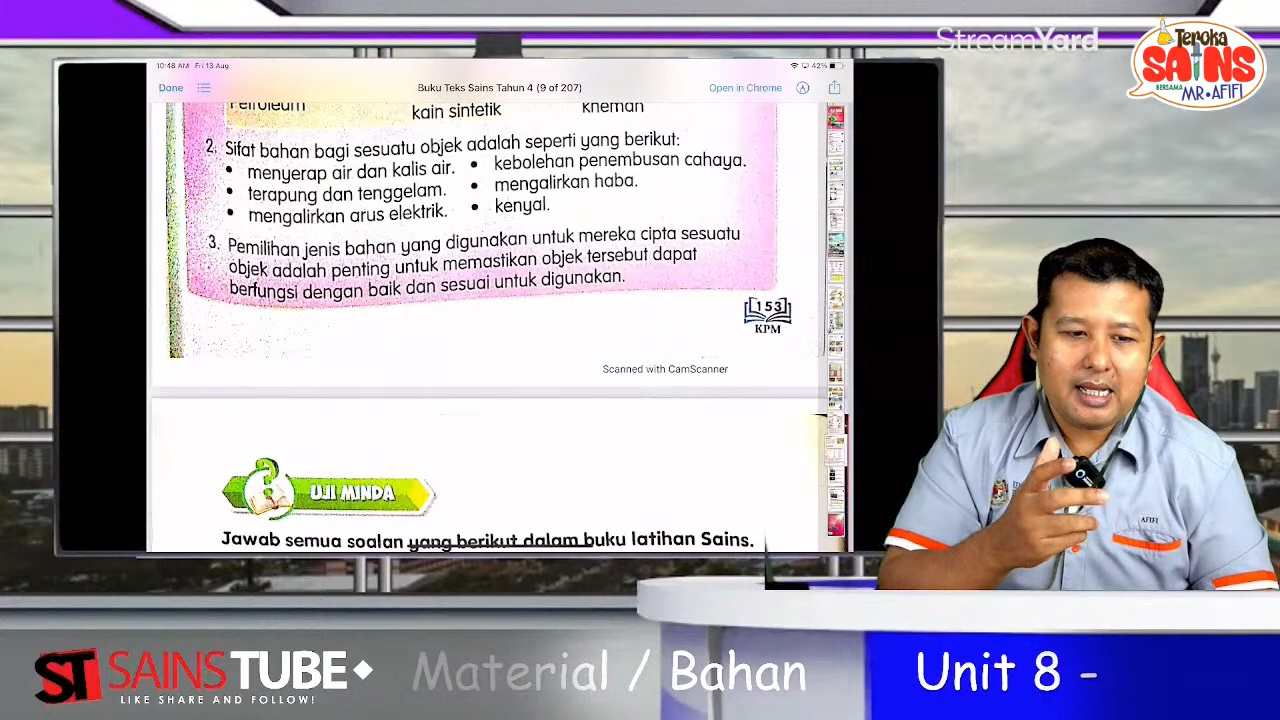 StreamYard
Teroka
SAINS
BERSAMA
MR.AFIFI
10:48 AM Fri 13 Aug
42%
Done
Buku Teks Sains Tahun 4 (9 of 207)
Open in Chrome
Petroleum
kain sintetik
kheman
2. Sifat bahan bagi sesuatu objek adalah seperti yang berikut:
• menyerap air dan kalis air. • kebolehan penembusan cahaya.
• terapung dan tenggelam. • mengalirkan haba.
• mengalirkan arus elektrik. • kenyal.
3. Pemilihan jenis bahan yang digunakan untuk mereka cipta sesuatu
objek adalah penting untuk memastikan objek tersebut dapat
berfungsi dengan baik dan sesuai untuk digunakan.
153
KPM
Scanned with CamScanner
UJI MINDA
Jawab semua soalan yang berikut dalam buku latihan Sains.
AFIFI
ST SAINSTUBE
LIKE SHARE AND FOLLOW!
Material / Bahan
Unit 8 -